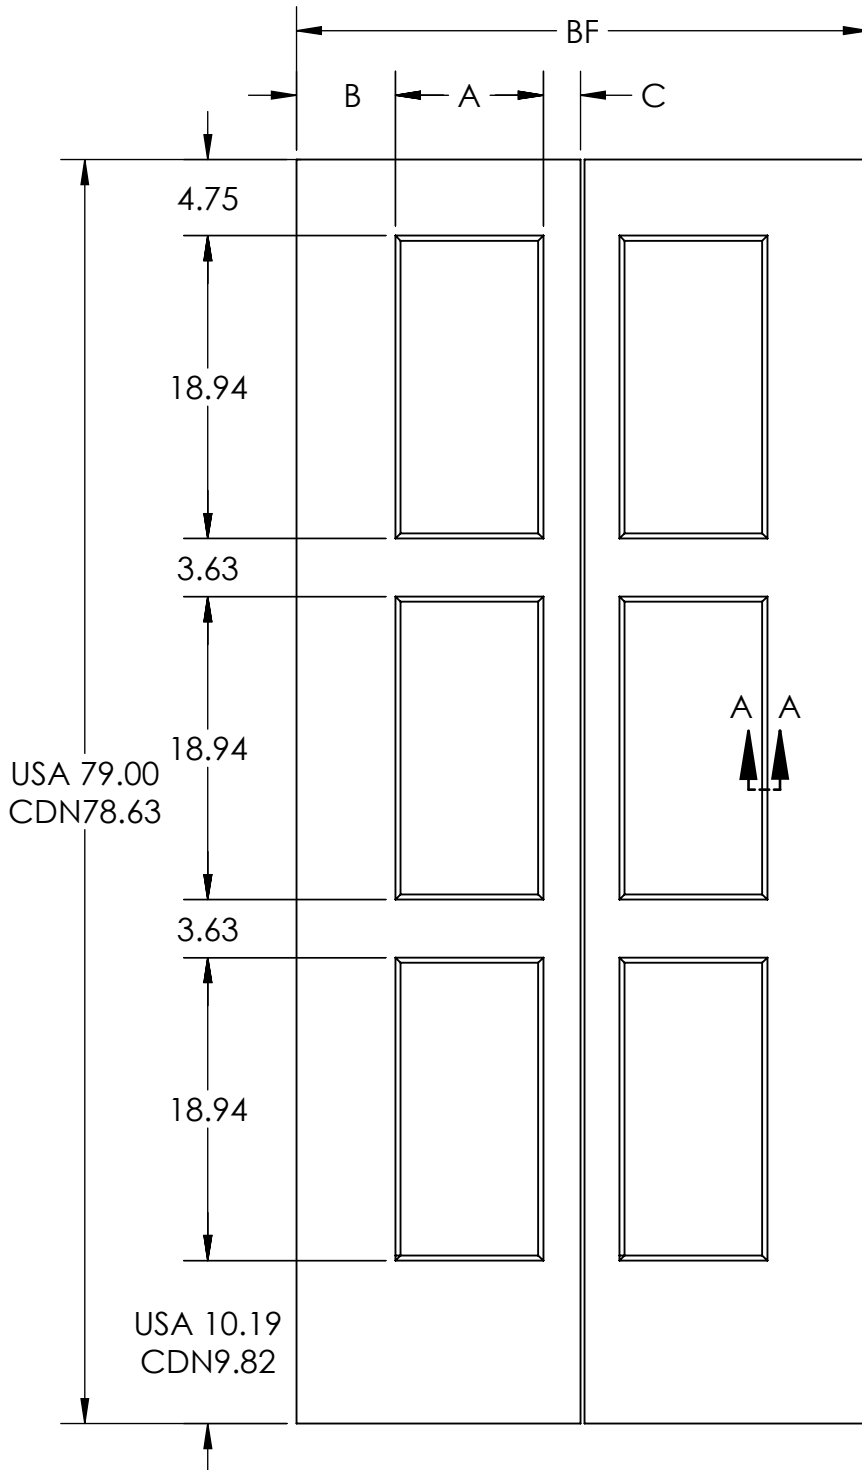 BF
B
A
C
4.75
18.94
3.63
A A
18.94
USA 79.00
CDN78.63
3.63
18.94
USA 10.19
CDN9.82